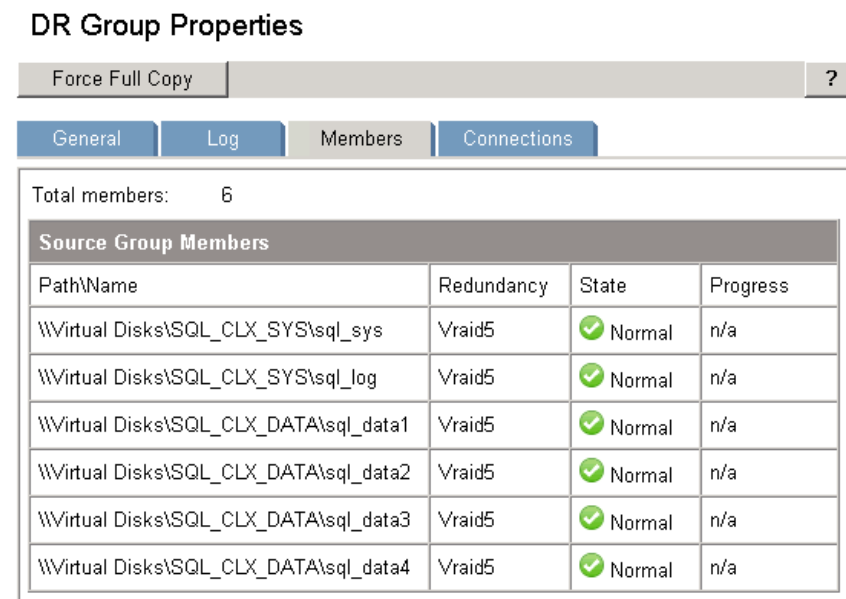 DR Group Properties
Force Full Copy ?
General Log Members Connections
Total members: 6
Source Group Members
Path\Name Redundancy State Progress
\\Virtual Disks\SQL_CLX_SYS\sql_sys Vraid5 Normal n/a
\\Virtual Disks\SQL_CLX_SYS\sql_log Vraid5 Normal n/a
\\Virtual Disks\SQL_CLX_DATA\sql_data1 Vraid5 Normal n/a
\\Virtual Disks\SQL_CLX_DATA\sql_data2 Vraid5 Normal n/a
\\Virtual Disks\SQL_CLX_DATA\sql_data3 Vraid5 Normal n/a
\\Virtual Disks\SQL_CLX_DATA\sql_data4 Vraid5 Normal n/a